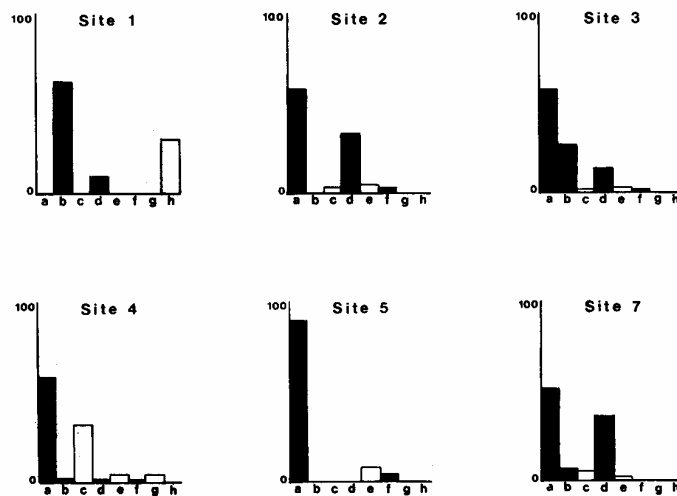 100 Site 1
0
a b c d e f g h
100 Site 2
0
a b c d e f g h
100 Site 3
0
a b c d e f g h
100 Site 4
0
a b c d e f g h
100 Site 5
0
a b c d e f g h
100 Site 7
0
a b c d e f g h